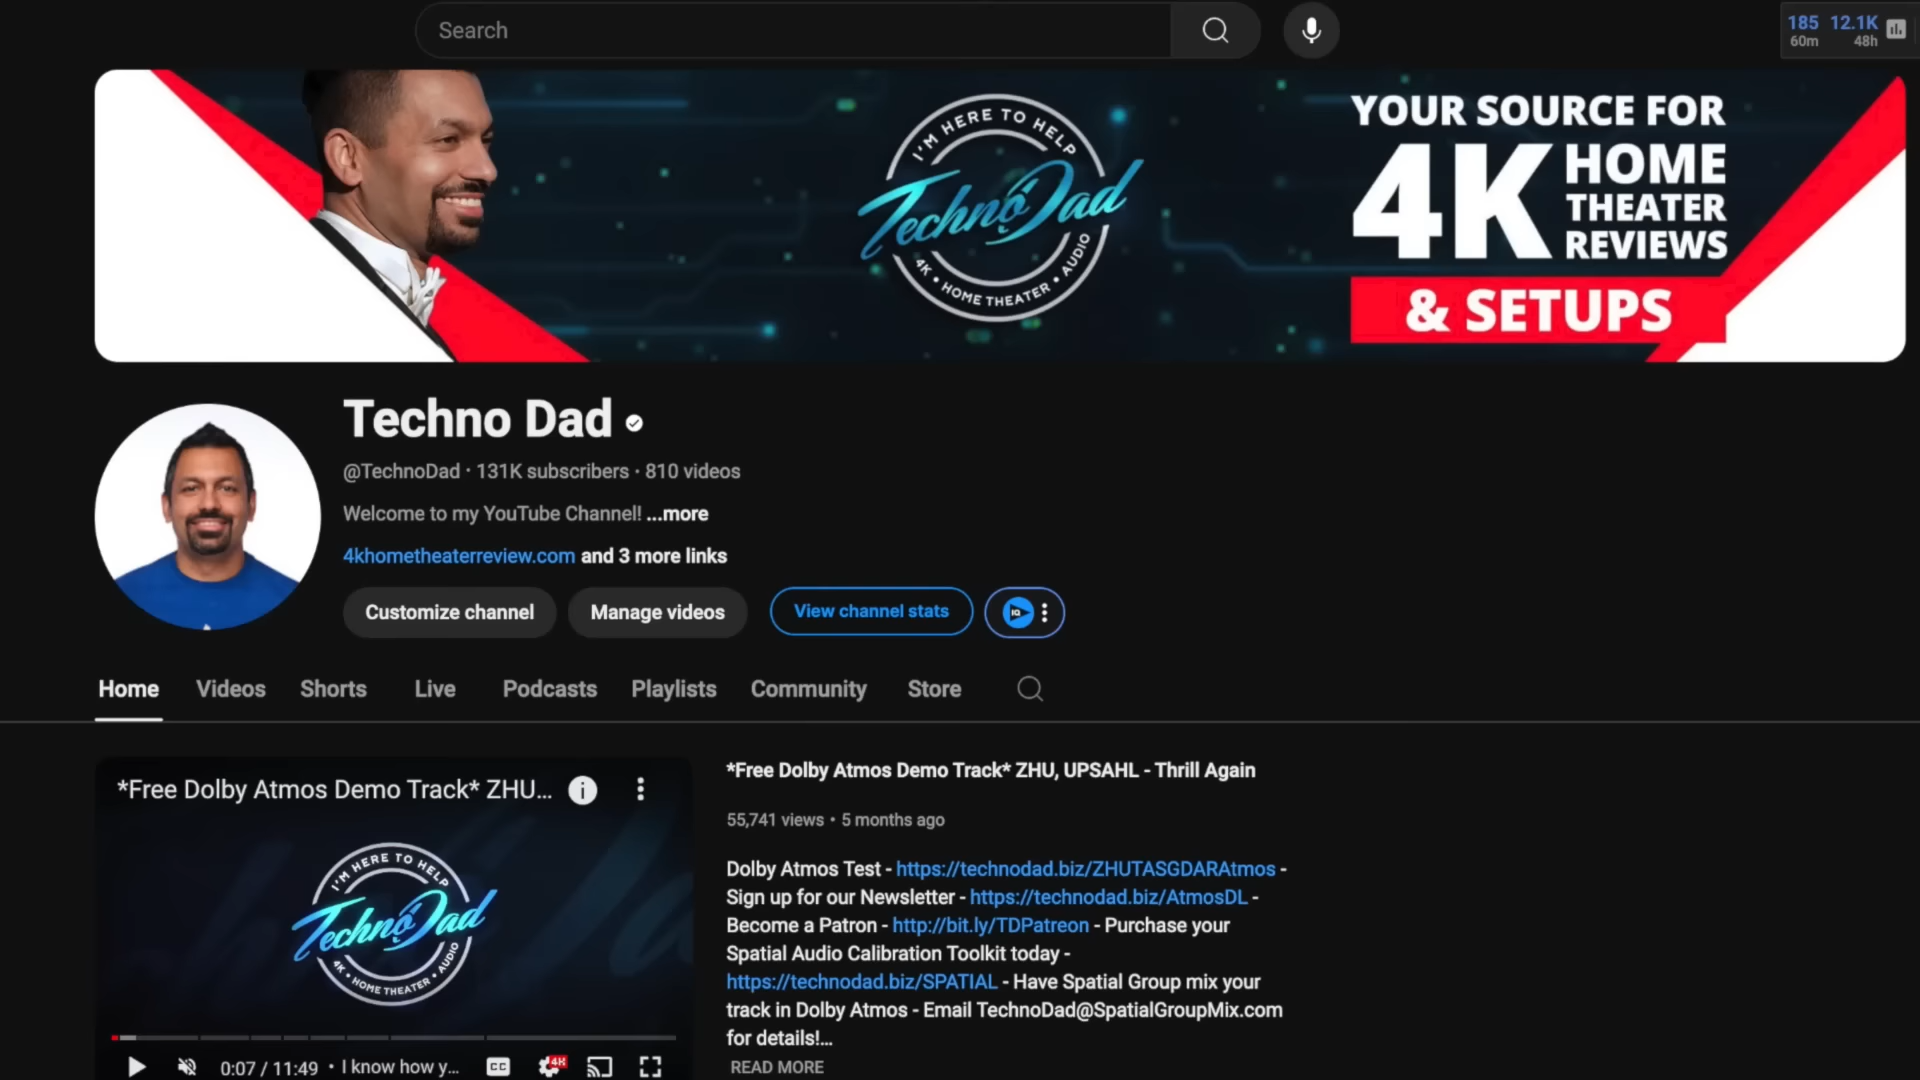 Search
185 12.1K
60m 48h
I'M HERE TO HELP
TechnoDad
4K • HOME THEATER • AUDIO
YOUR SOURCE FOR
4K HOME
THEATER
REVIEWS
& SETUPS
Techno Dad
@TechnoDad · 131K subscribers · 810 videos
Welcome to my YouTube Channel! ...more
4khometheaterreview.com and 3 more links
Customize channel Manage videos View channel stats IQ
Home Videos Shorts Live Podcasts Playlists Community Store
*Free Dolby Atmos Demo Track* ZHU...
I'M HERE TO HELP
TechnoDad
4K • HOME THEATER • AUDIO
0:07 / 11:49 • I know how y... CC 4K
*Free Dolby Atmos Demo Track* ZHU, UPSAHL - Thrill Again
55,741 views • 5 months ago
Dolby Atmos Test - https://technodad.biz/ZHUTASGDARAtmos -
Sign up for our Newsletter - https://technodad.biz/AtmosDL -
Become a Patron - http://bit.ly/TDPatreon - Purchase your
Spatial Audio Calibration Toolkit today -
https://technodad.biz/SPATIAL - Have Spatial Group mix your
track in Dolby Atmos - Email TechnoDad@SpatialGroupMix.com
for details!...
READ MORE